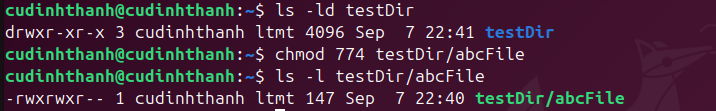 cudinhthanh@cudinhthanh:~$ ls -ld testDir
drwxr-xr-x 3 cudinhthanh ltmt 4096 Sep  7 22:41 testDir
cudinhthanh@cudinhthanh:~$ chmod 774 testDir/abcFile
cudinhthanh@cudinhthanh:~$ ls -l testDir/abcFile
-rwxrwxr-- 1 cudinhthanh ltmt 147 Sep  7 22:40 testDir/abcFile